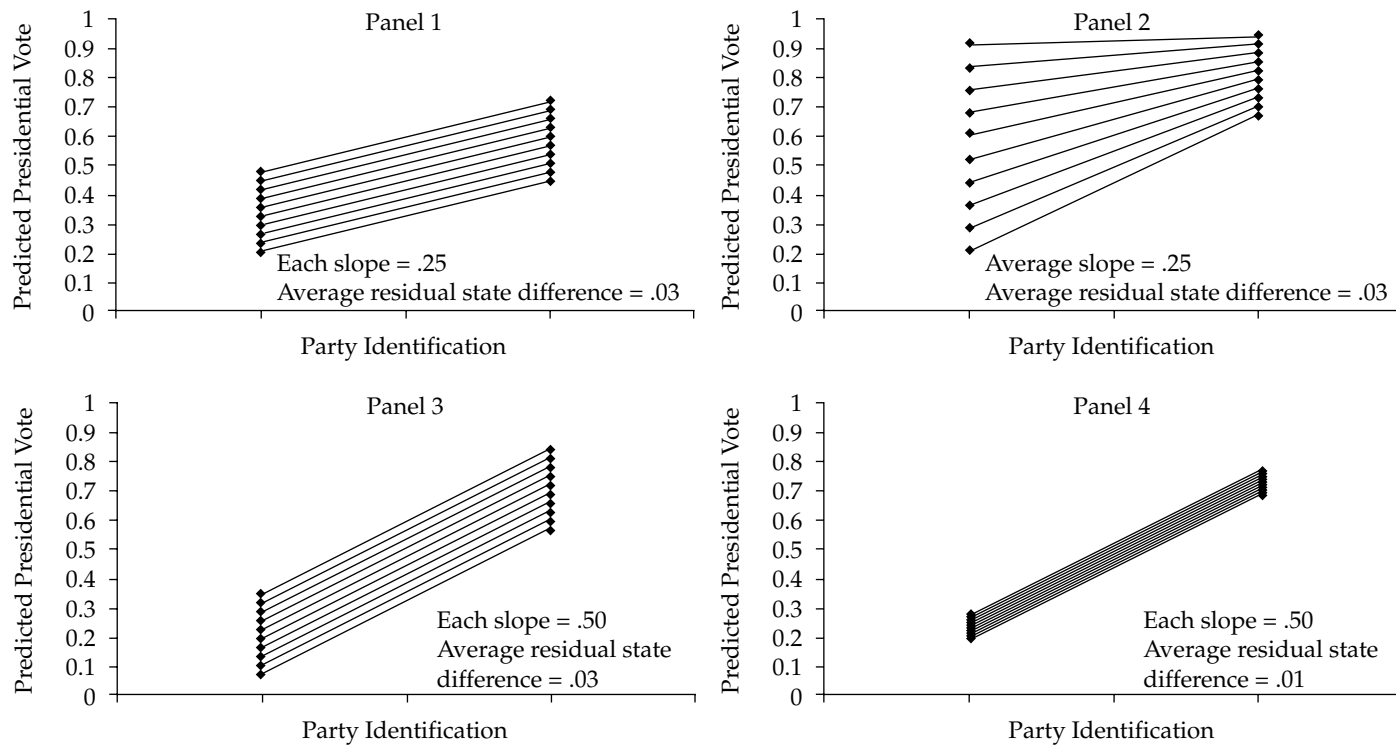 Panel 1
Predicted Presidential Vote
1
0.9
0.8
0.7
0.6
0.5
0.4
0.3
0.2
0.1
0
Each slope = .25
Average residual state difference = .03
Party Identification
Panel 2
Predicted Presidential Vote
1
0.9
0.8
0.7
0.6
0.5
0.4
0.3
0.2
0.1
0
Average slope = .25
Average residual state difference = .03
Party Identification
Panel 3
Predicted Presidential Vote
1
0.9
0.8
0.7
0.6
0.5
0.4
0.3
0.2
0.1
0
Each slope = .50
Average residual state
difference = .03
Party Identification
Panel 4
Predicted Presidential Vote
1
0.9
0.8
0.7
0.6
0.5
0.4
0.3
0.2
0.1
0
Each slope = .50
Average residual state
difference = .01
Party Identification